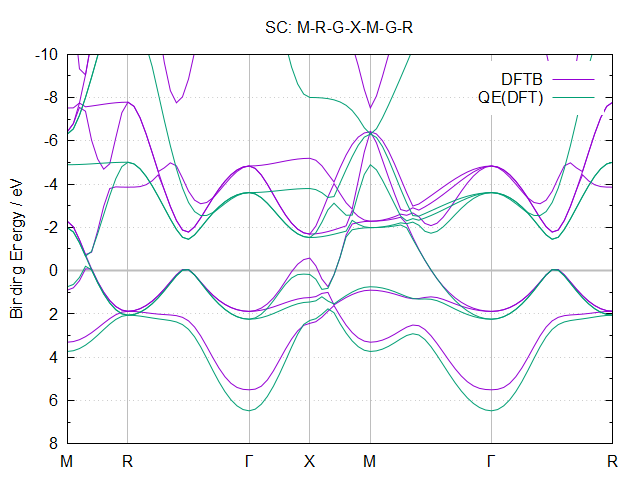 SC: M-R-G-X-M-G-R
DFTB
QE(DFT)
-10
-8
-6
-4
-2
0
2
4
6
8
Binding Energy / eV
M R Γ X M Γ R